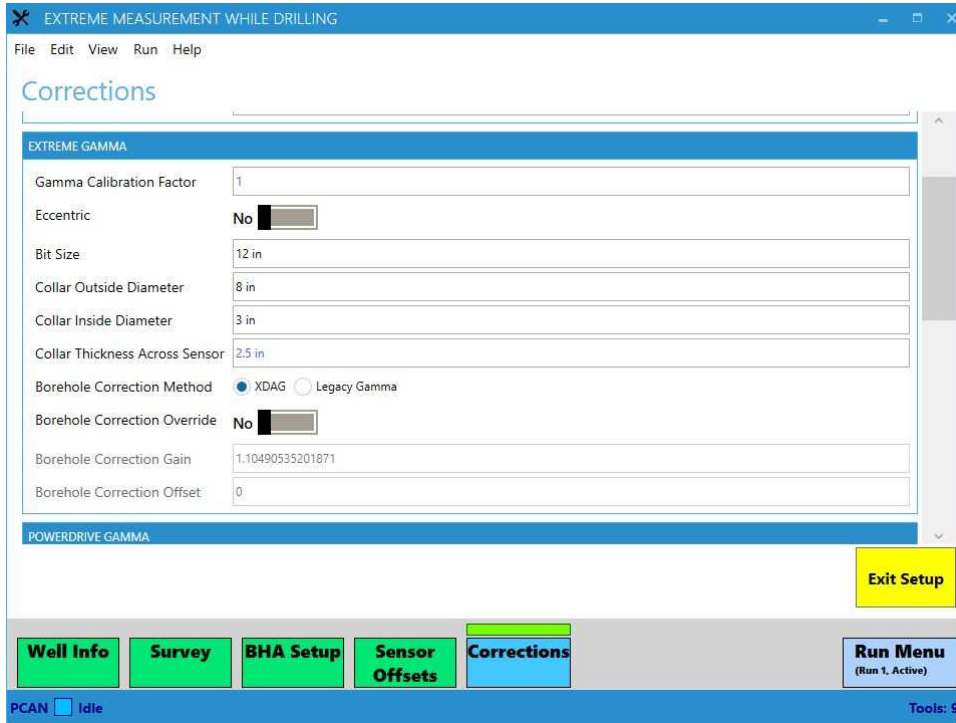 EXTREME MEASUREMENT WHILE DRILLING
File Edit View Run Help
Corrections
EXTREME GAMMA
Gamma Calibration Factor 1
Eccentric No
Bit Size 12 in
Collar Outside Diameter 8 in
Collar Inside Diameter 3 in
Collar Thickness Across Sensor 2.5 in
Borehole Correction Method XDAG Legacy Gamma
Borehole Correction Override No
Borehole Correction Gain 1.10490535201871
Borehole Correction Offset 0
POWERDRIVE GAMMA
Exit Setup
Well Info Survey BHA Setup Sensor Offsets Corrections Run Menu
(Run 1, Active)
PCAN Idle Tools: 9